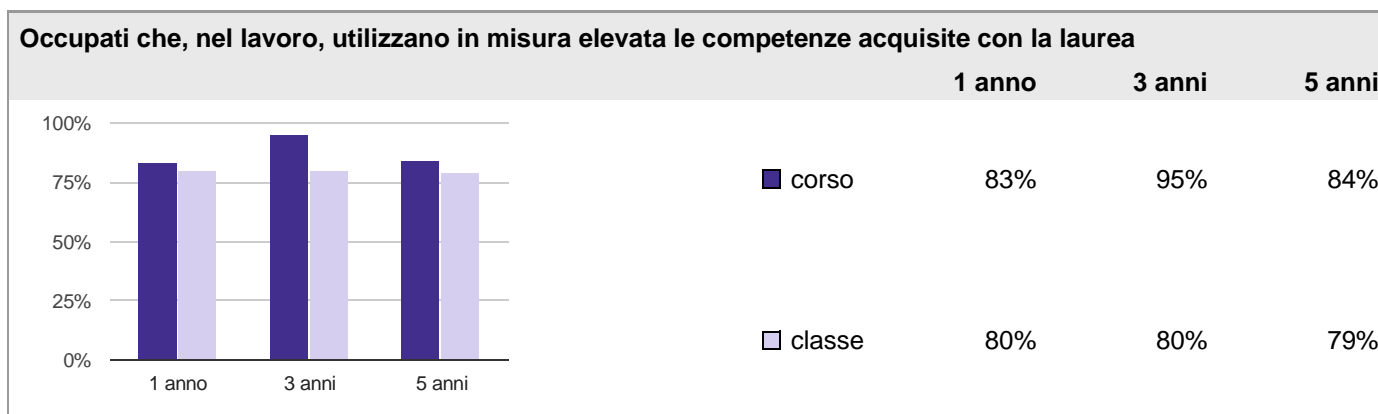 Occupati che, nel lavoro, utilizzano in misura elevata le competenze acquisite con la laurea
1 anno 3 anni 5 anni
100%
75%
50%
25%
0%
1 anno 3 anni 5 anni
corso 83% 95% 84%
classe 80% 80% 79%